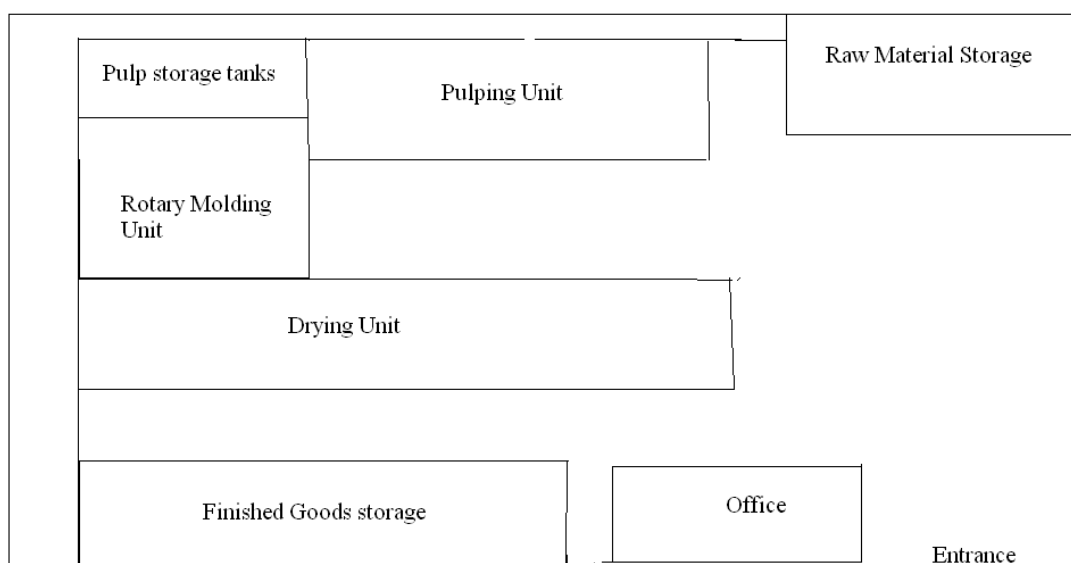 Pulp storage tanks
Pulping Unit
Raw Material Storage
Rotary Molding
Unit
Drying Unit
Finished Goods storage
Office
Entrance